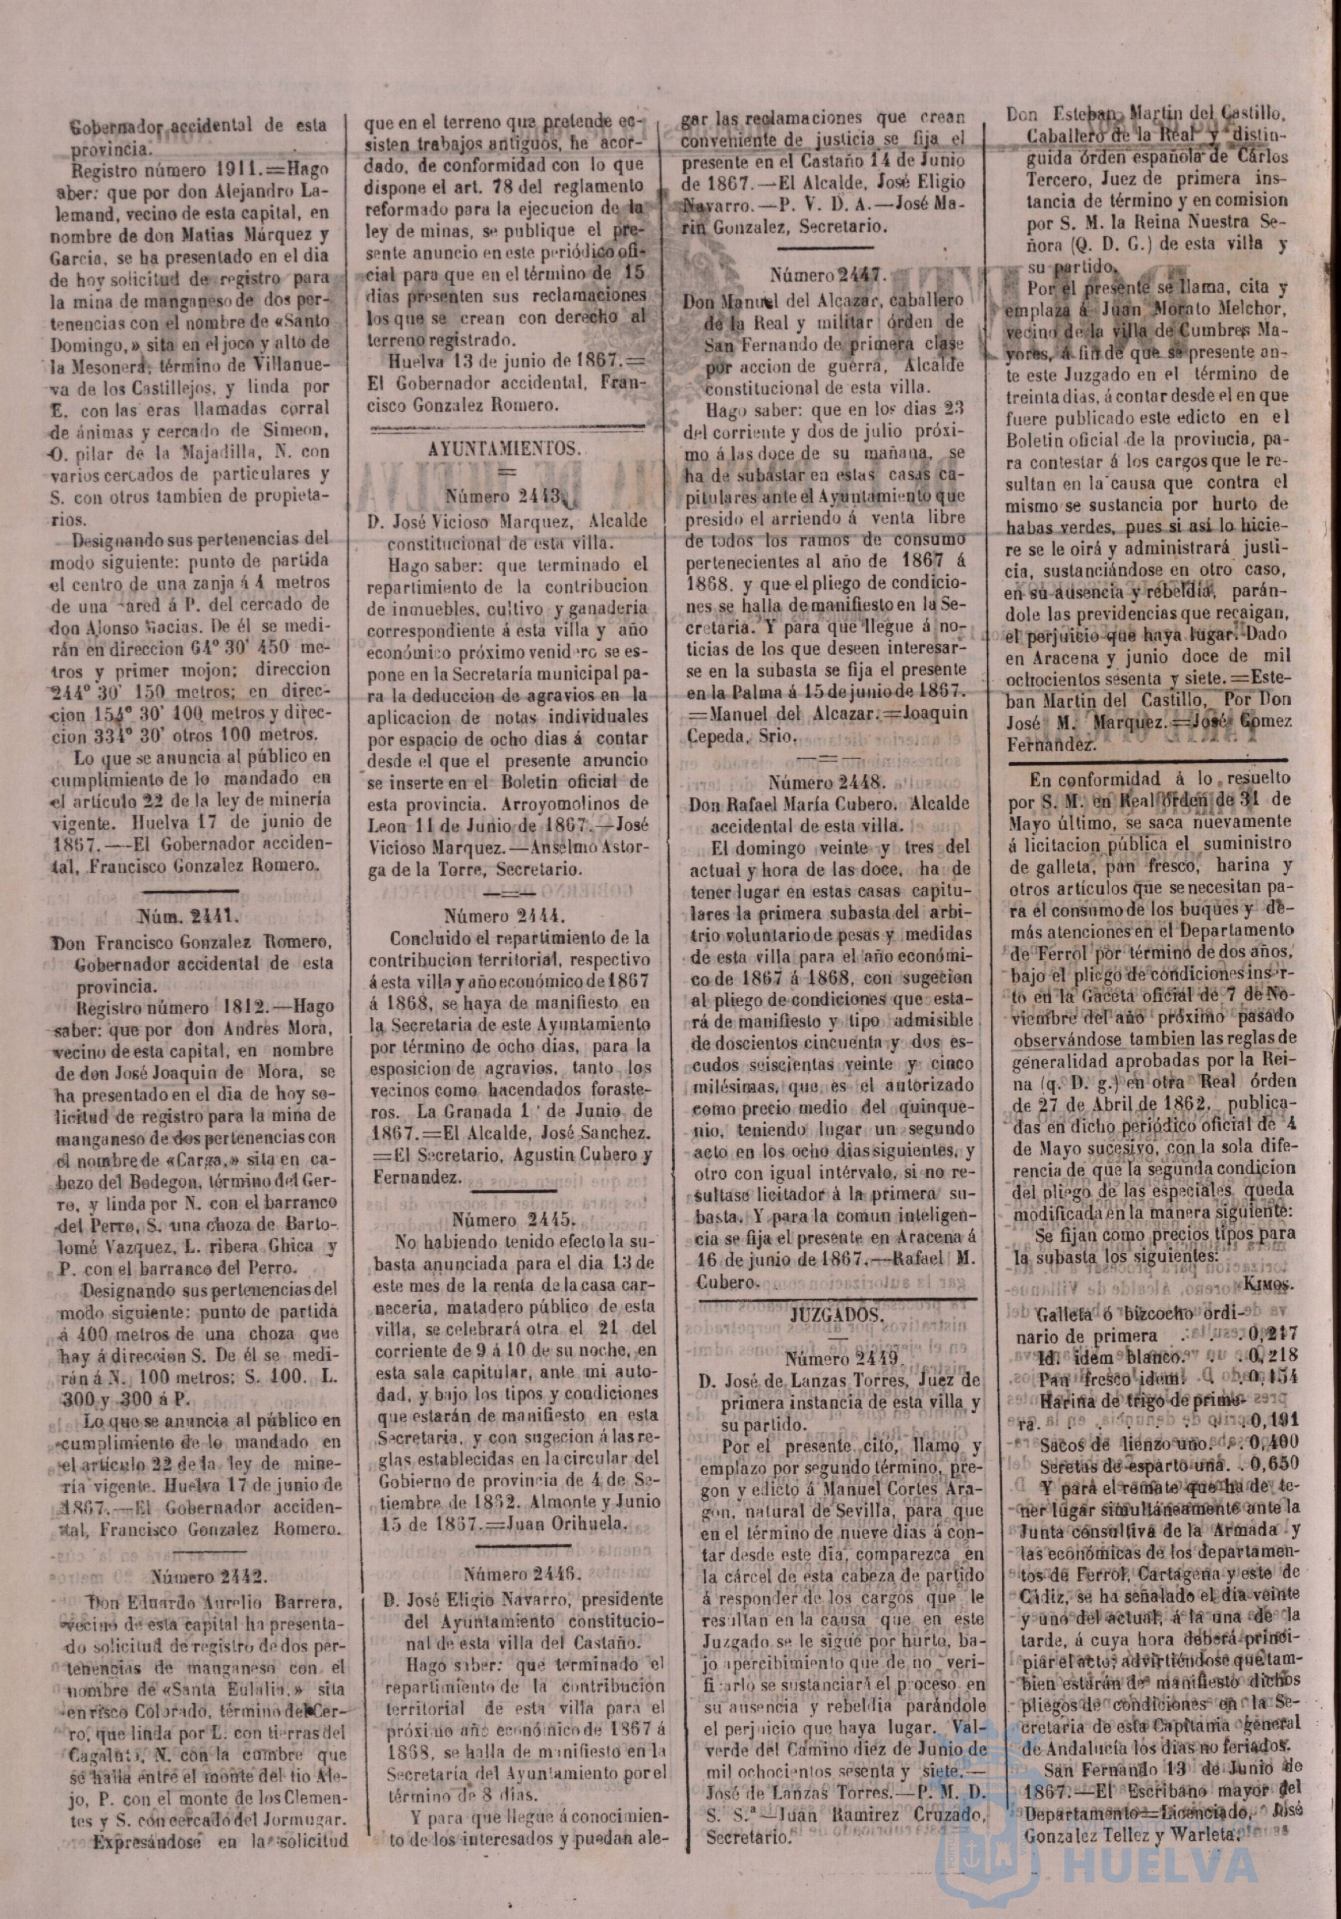 Gobernador accidental de esta
provincia.
Registro número 1911.=Hago
aber: que por don Alejandro La-
lemand, vecino de esta capital, en
nombre de don Matias Márquez y
Garcia, se ha presentado en el dia
de hoy solicitud de registro para
la mina de manganeso de dos per-
tenencias con el nombre de «Santo
Domingo,» sita en el joco y alto de
la Mesonera, término de Villanue-
va de los Castillejos, y linda por
E. con las eras llamadas corral
de ánimas y cercado de Simeon,
O. pilar de la Majadilla, N. con
varios cercados de particulares y
S. con otros tambien de propieta-
rios.
Designando sus pertenencias del
modo siguiente: punto de partida
el centro de una zanja á 4 metros
de una ared á P. del cercado de
don Alonso Macias. De él se medi-
rán en direccion 64º 30' 450 me-
tros y primer mojon; direccion
244º 30' 150 metros; en direc-
cion 154º 30' 100 metros y direc-
cion 334º 30' otros 100 metros.
Lo que se anuncia al público en
cumplimiento de lo mandado en
el artículo 22 de la ley de minería
vigente. Huelva 17 de junio de
1867.—El Gobernador acciden-
tal, Francisco Gonzalez Romero.
Núm. 2441.
Don Francisco Gonzalez Romero,
Gobernador accidental de esta
provincia.
Registro número 1812.—Hago
saber: que por don Andrés Mora,
vecino de esta capital, en nombre
de don José Joaquin de Mora, se
ha presentado en el dia de hoy so-
licitud de registro para la mina de
manganeso de dos pertenencias con
el nombre de «Carga,» sita en ca-
bezo del Bodegon, término del Cer-
ro, y linda por N. con el barranco
del Perro, S. una choza de Barto-
lomé Vazquez, L. ribera Chica y
P. con el barranco del Perro.
Designando sus pertenencias del
modo siguiente: punto de partida
á 400 metros de una choza que
hay á direccion S. De él se medi-
rán á N. 100 metros; S. 100. L.
300 y 300 á P.
Lo que se anuncia al público en
cumplimiento de lo mandado en
el artículo 22 de la ley de mine-
ria vigente. Huelva 17 de junio de
1867.—El Gobernador acciden-
tal, Francisco Gonzalez Romero.
Número 2442.
Don Eduardo Aurelio Barrera,
vecino de esta capital ha presenta-
do solicitud de registro de dos per-
tenencias de manganeso con el
nombre de «Santa Eulalia,» sita
en risco Colorado, término del Cer-
ro, que linda por L. con tierras del
Cagaluto, N. con la cumbre que
se halla entre el monte del tio Ale-
jo, P. con el monte de los Clemen-
tes y S. con cercado del Jormugar.
Expresándose en la solicitud
que en el terreno que pretende ec-
sisten trabajos antiguos, he acor-
dado, de conformidad con lo que
dispone el art. 78 del reglamento
reformado para la ejecucion de la
ley de minas, se publique el pre-
sente anuncio en este periódico ofi-
cial para que en el término de 15
dias presenten sus reclamaciones
los que se crean con derecho al
terreno registrado.
Huelva 13 de junio de 1867.=
El Gobernador accidental, Fran-
cisco Gonzalez Romero.
AYUNTAMIENTOS.
Número 2443.
D. José Vicioso Marquez, Alcalde
constitucional de esta villa.
Hago saber: que terminado el
repartimiento de la contribucion
de inmuebles, cultivo y ganaderia
correspondiente á esta villa y año
económico próximo venidero se es-
pone en la Secretaría municipal pa-
ra la deduccion de agravios en la
aplicacion de notas individuales
por espacio de ocho dias á contar
desde el que el presente anuncio
se inserte en el Boletin oficial de
esta provincia. Arroyomolinos de
Leon 11 de Junio de 1867.—José
Vicioso Marquez.—Anselmo Astor-
ga de la Torre, Secretario.
Número 2444.
Concluido el repartimiento de la
contribucion territorial, respectivo
á esta villa y año económico de 1867
á 1868, se haya de manifiesto en
la Secretaria de este Ayuntamiento
por término de ocho dias, para la
esposicion de agravios, tanto los
vecinos como hacendados foraste-
ros. La Granada 1 de Junio de
1867.=El Alcalde, José Sanchez.
=El Secretario, Agustin Cubero y
Fernandez.
Número 2445.
No habiendo tenido efecto la su-
basta anunciada para el dia 13 de
este mes de la renta de la casa car-
neceria, matadero público de esta
villa, se celebrará otra el 21 del
corriente de 9 á 10 de su noche, en
esta sala capitular, ante mi auto-
dad, y bajo los tipos y condiciones
que estarán de manifiesto en esta
Secretaria, y con sugecion á las re-
glas establecidas en la circular del
Gobierno de provincia de 4 de Se-
tiembre de 1862. Almonte y Junio
15 de 1867.=Juan Orihuela.
Número 2446.
D. José Eligio Navarro, presidente
del Ayuntamiento constitucio-
nal de esta villa del Castaño.
Hago saber: que terminado el
repartimiento de la contribucion
territorial de esta villa para el
próximo año económico de 1867 á
1868, se halla de manifiesto en la
Secretaria del Ayuntamiento por el
término de 8 dias.
Y para que llegue á conocimien-
to de los interesados y puedan ale-
gar las reclamaciones que crean
conveniente de justicia se fija el
presente en el Castaño 14 de Junio
de 1867.—El Alcalde, José Eligio
Navarro.—P. V. D. A.—José Ma-
rin Gonzalez, Secretario.
Número 2447.
Don Manuel del Alcazar, caballero
de la Real y militar órden de
San Fernando de primera clase
por accion de guerra, Alcalde
constitucional de esta villa.
Hago saber: que en los dias 23
del corriente y dos de julio próxi-
mo á las doce de su mañana, se
ha de subastar en estas casas ca-
pitulares ante el Ayuntamiento que
presido el arriendo á venta libre
de todos los ramos de consumo
pertenecientes al año de 1867 á
1868, y que el pliego de condicio-
nes se halla de manifiesto en la Se-
cretaria. Y para que llegue á no-
ticias de los que deseen interesar-
se en la subasta se fija el presente
en la Palma á 15 de junio de 1867.
=Manuel del Alcazar.=Joaquin
Cepeda, Srio.
Número 2448.
Don Rafael María Cubero. Alcalde
accidental de esta villa.
El domingo veinte y tres del
actual y hora de las doce, ha de
tener lugar en estas casas capitu-
lares la primera subasta del arbi-
trio voluntario de pesas y medidas
de esta villa para el año económi-
co de 1867 á 1868, con sugecion
al pliego de condiciones que esta-
rá de manifiesto y tipo admisible
de doscientos cincuenta y dos es-
cudos seiscientas veinte y cinco
milésimas, que es el autorizado
como precio medio del quinque-
nio, teniendo lugar un segundo
acto en los ocho dias siguientes, y
otro con igual intérvalo, si no re-
sultase licitador á la primera su-
basta. Y para la comun inteligen-
cia se fija el presente en Aracena á
16 de junio de 1867.—Rafael M.
Cubero.
JUZGADOS.
Número 2449.
D. José de Lanzas Torres, Juez de
primera instancia de esta villa y
su partido.
Por el presente cito, llamo y
emplazo por segundo término, pre-
gon y edicto á Manuel Cortes Ara-
gon, natural de Sevilla, para que
en el término de nueve dias á con-
tar desde este dia, comparezca en
la cárcel de esta cabeza de partido
á responder de los cargos que le
resultan en la causa que en este
Juzgado se le sigue por hurto, ba-
jo apercibimiento que de no veri-
ficarlo se sustanciará el proceso en
su ausencia y rebeldia parándole
el perjuicio que haya lugar. Val-
verde del Camino diez de Junio de
mil ochocientos sesenta y siete.—
José de Lanzas Torres.—P. M. D.
S. S.ª—Juan Ramirez Cruzado,
Secretario.
Don Esteban Martin del Castillo,
Caballero de la Real y distin-
guida órden española de Cárlos
Tercero, Juez de primera ins-
tancia de término y en comision
por S. M. la Reina Nuestra Se-
ñora (Q. D. G.) de esta villa y
su partido.
Por el presente se llama, cita y
emplaza á Juan Morato Melchor,
vecino de la villa de Cumbres Ma-
yores, á fin de que se presente an-
te este Juzgado en el término de
treinta dias, á contar desde el en que
fuere publicado este edicto en el
Boletin oficial de la provincia, pa-
ra contestar á los cargos que le re-
sultan en la causa que contra el
mismo se sustancia por hurto de
habas verdes, pues si asi lo hicie-
re se le oirá y administrará justi-
cia, sustanciándose en otro caso,
en su ausencia y rebeldia, parán-
dole las previdencias que recaigan,
el perjuicio que haya lugar. Dado
en Aracena y junio doce de mil
octrocientos sesenta y siete.=Este-
ban Martin del Castillo, Por Don
José M. Marquez.=José Gomez
Fernandez.
En conformidad á lo resuelto
por S. M. en Real órden de 31 de
Mayo último, se saca nuevamente
á licitacion pública el suministro
de galleta, pan fresco, harina y
otros artículos que se necesitan pa-
ra el consumo de los buques y de-
más atenciones en el Departamento
de Ferrol por término de dos años,
bajo el pliego de condiciones inser-
to en la Gaceta oficial de 7 de No-
viembre del año próximo pasado
observándose tambien las reglas de
generalidad aprobadas por la Rei-
na (q. D. g.) en otra Real órden
de 27 de Abril de 1862, publica-
das en dicho periódico oficial de 4
de Mayo sucesivo, con la sola dife-
rencia de que la segunda condicion
del pliego de las especiales, queda
modificada en la manera siguiente:
Se fijan como precios tipos para
la subasta los siguientes:
KIMOS.
Galleta ó bizcocho ordi-
nario de primera . . . 0,217
Id. idem blanco. . . 0,218
Pan fresco idem. . . 0,154
Harina de trigo de prime-
ra. . . . 0,191
Sacos de lienzo uno. . . 0,400
Seretas de esparto una. . 0,650
Y para el remate que ha de te-
ner lugar simultáneamente ante la
Junta consultiva de la Armada y
las económicas de los departamen-
tos de Ferrol, Cartagena y este de
Cádiz, se ha señalado el dia veinte
y uno del actual, á la una de la
tarde, á cuya hora deberá princi-
piar el acto; advirtiéndose que tam-
bien estarán de manifiesto dichos
pliegos de condiciones en la Se-
cretaria de esta Capitania general
de Andalucía los dias no feriados.
San Fernando 13 de Junio de
1867.—El Escribano mayor del
Departamento=Licenciado, José
Gonzalez Tellez y Warleta.
HUELVA